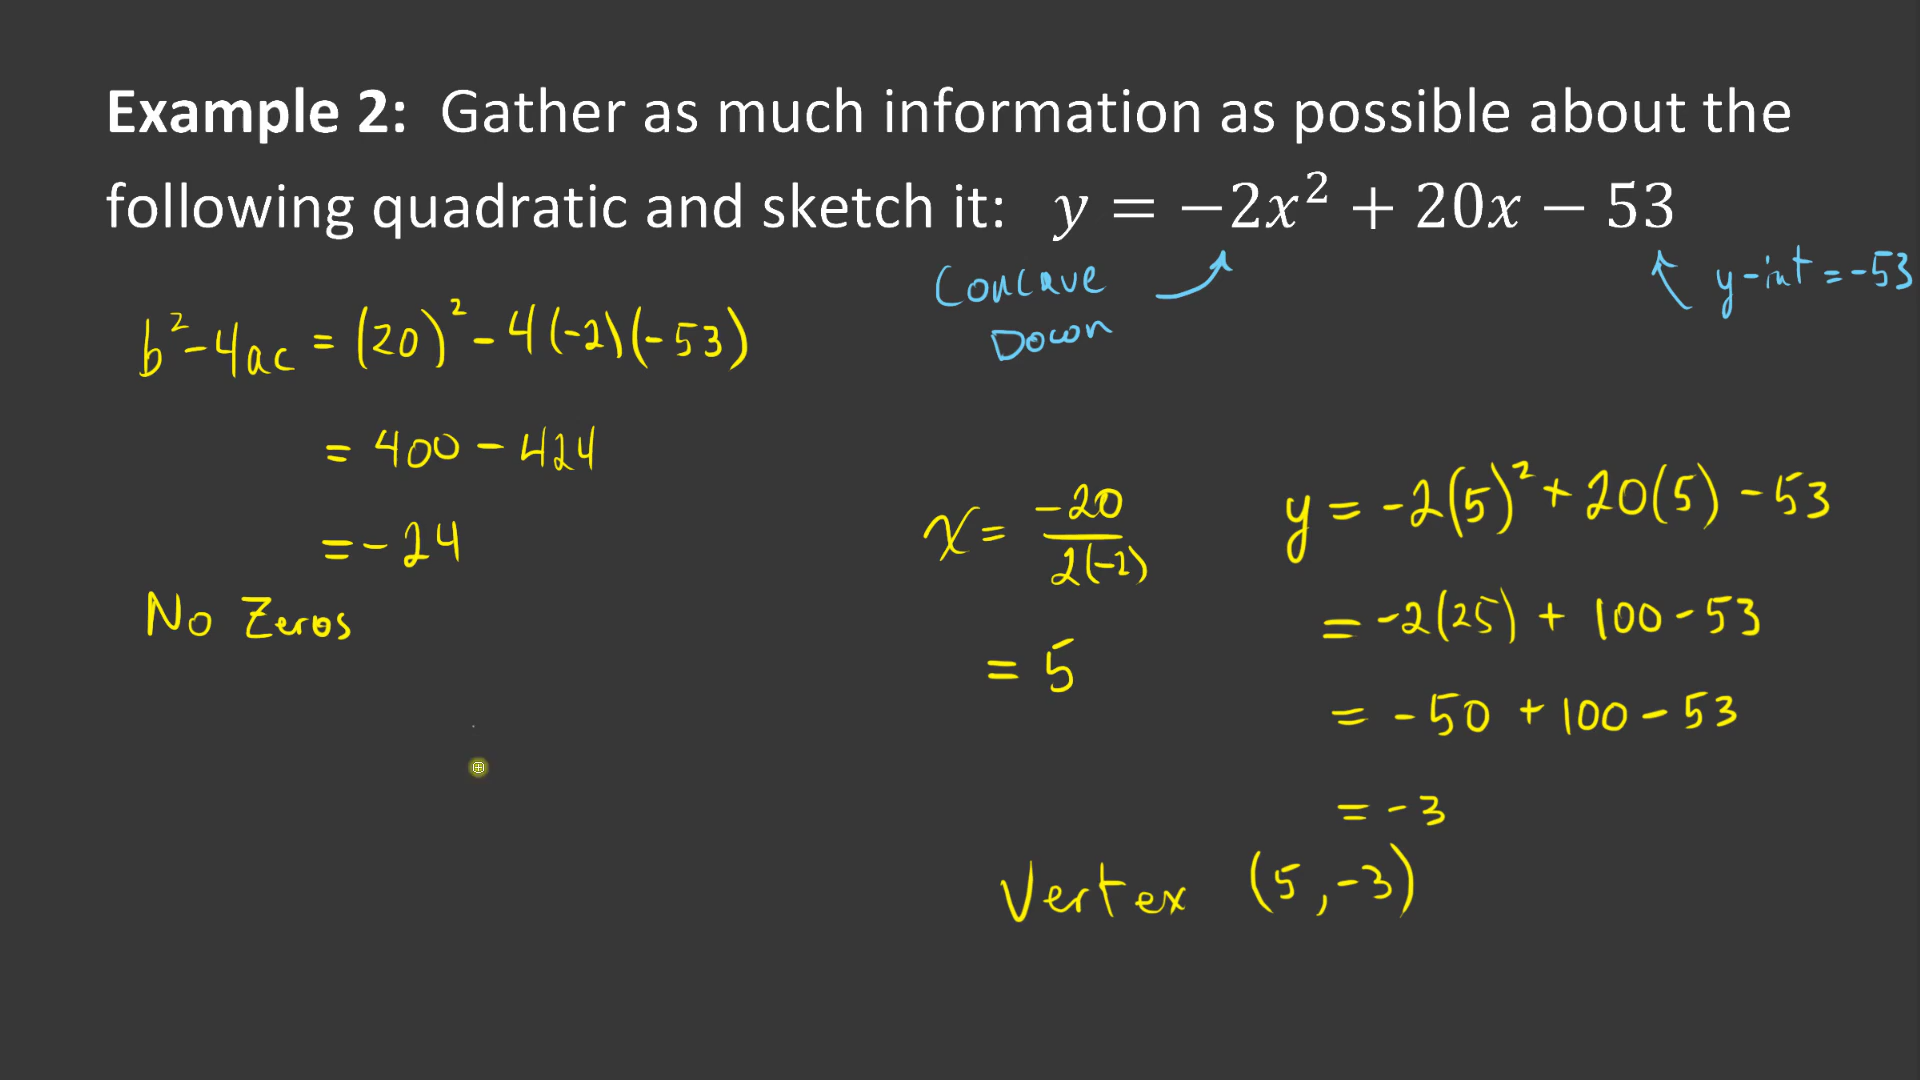 Example 2: Gather as much information as possible about the
following quadratic and sketch it: y = −2x² + 20x − 53
Concave
Down
y-int = -53
b²-4ac = (20)² - 4(-2)(-53)
= 400 - 424
= -24
No Zeros
x = -20/2(-2)
= 5
y = -2(5)² + 20(5) - 53
= -2(25) + 100 - 53
= -50 + 100 - 53
= -3
Vertex (5, -3)